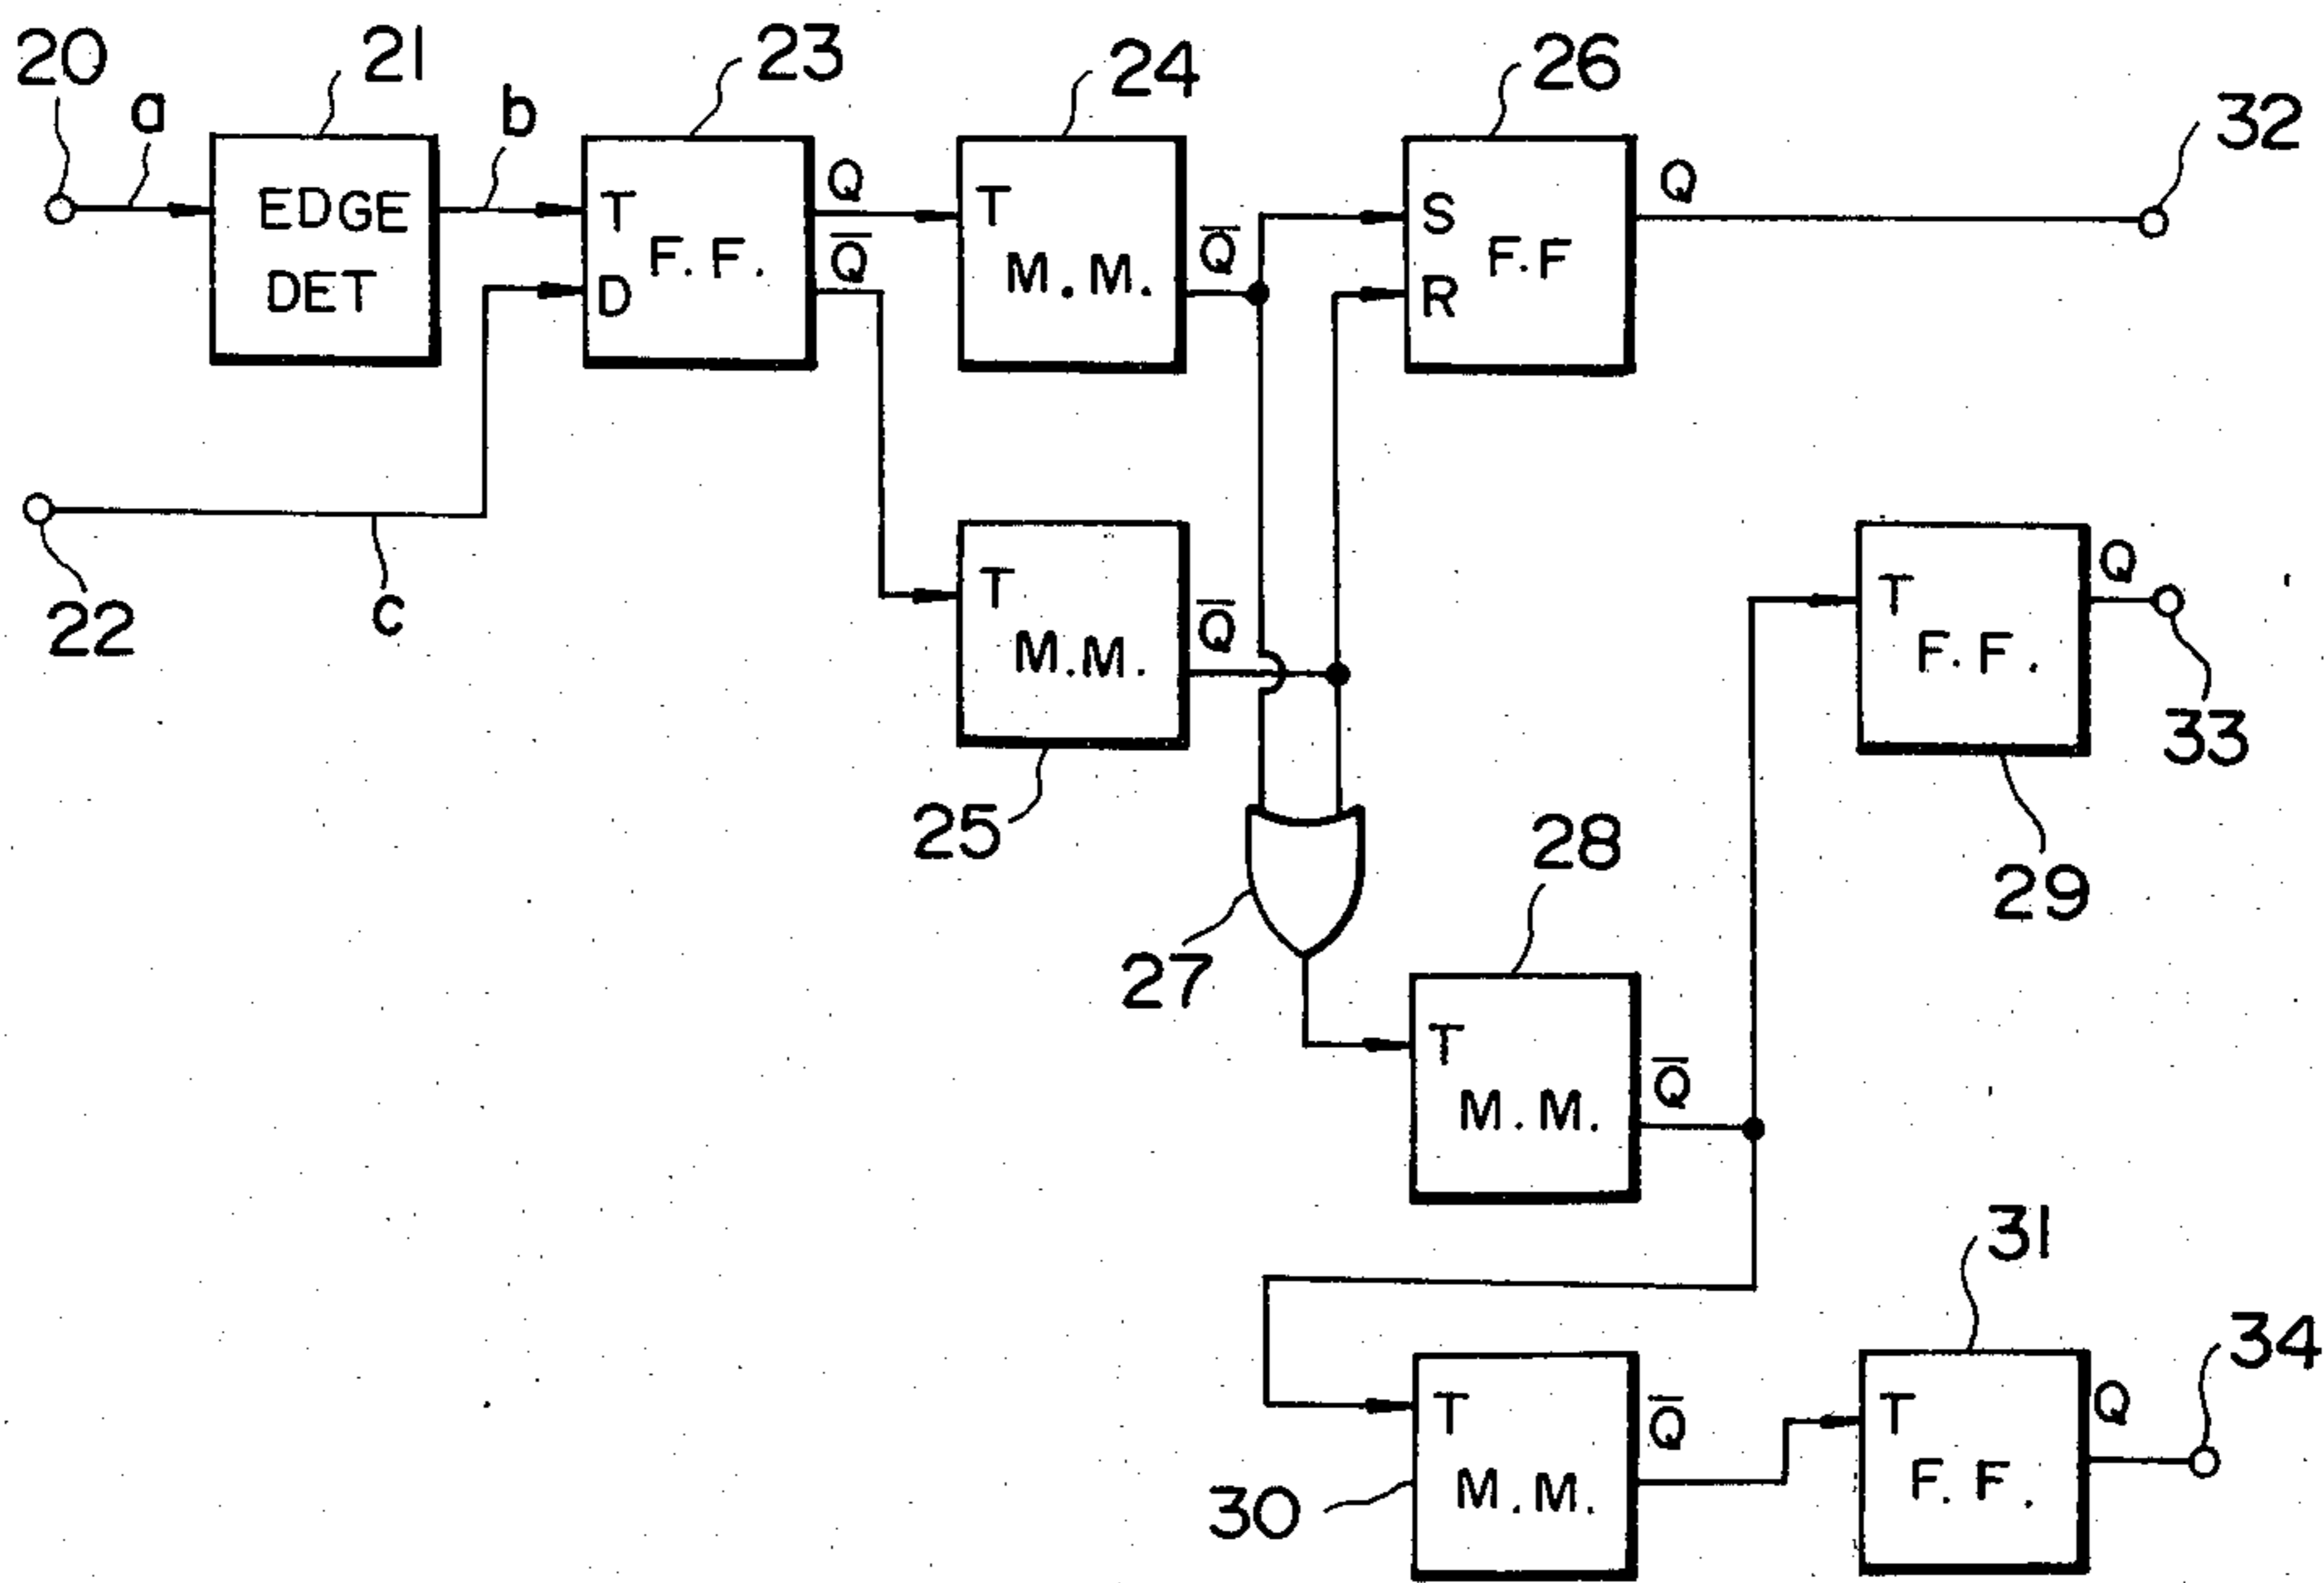 20
a
21
EDGE
DET
b
23
T
F.F.
D
Q
Q̅
24
T
M.M.
Q̅
26
S
F.F
R
Q
32
22
c
T
M.M.
Q̅
25
T
F.F.
Q
33
29
27
28
T
M.M.
Q̅
31
T
M.M.
Q̅
30
T
F.F.
Q
34